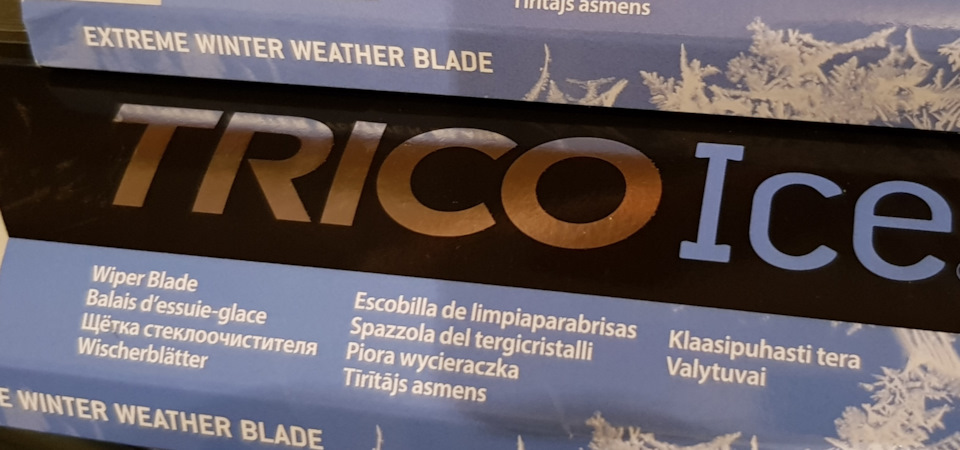 Tīrītājs asmens
EXTREME WINTER WEATHER BLADE
TRICO Ice
Wiper Blade
Balais d'essuie-glace
Щётка стеклоочистителя
Wischerblätter
Escobilla de limpiaparabrisas
Spazzola del tergicristalli
Piora wycieraczka
Tīrītājs asmens
Klaasipuhasti tera
Valytuvai
E WINTER WEATHER BLADE